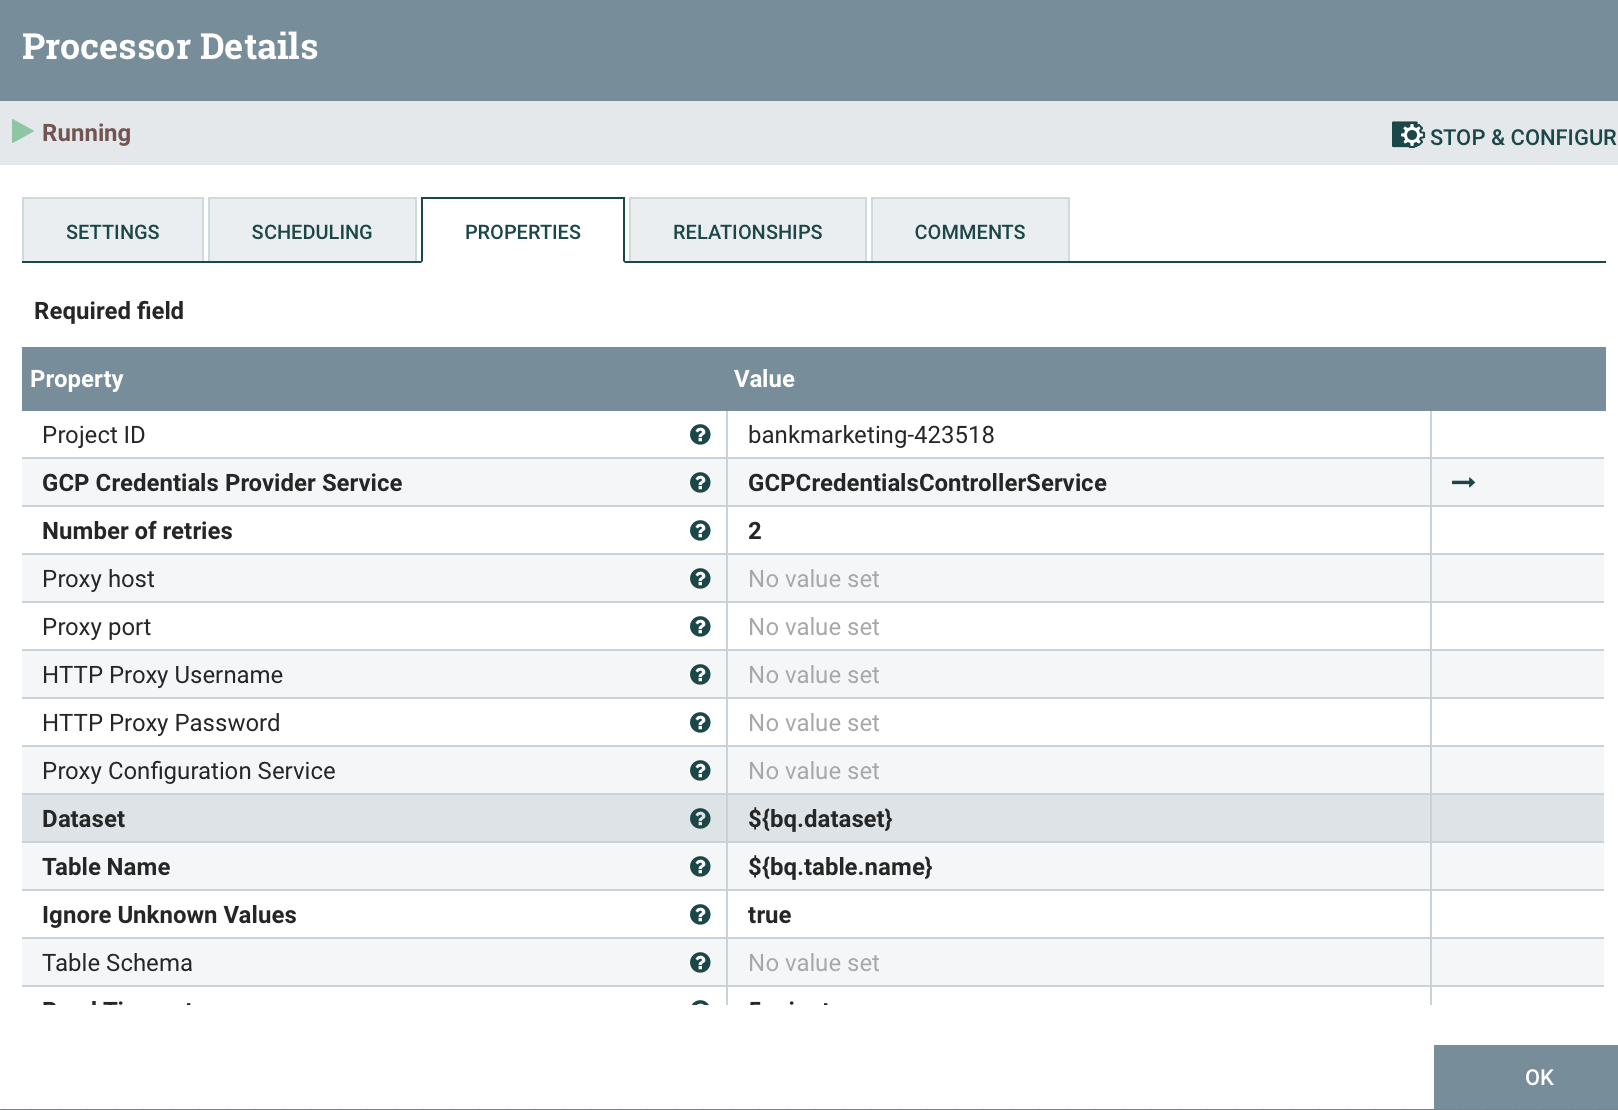 Processor Details
Running
STOP & CONFIGUR
SETTINGS
SCHEDULING
PROPERTIES
RELATIONSHIPS
COMMENTS
Required field
Property Value
Project ID bankmarketing-423518
GCP Credentials Provider Service GCPCredentialsControllerService
Number of retries 2
Proxy host No value set
Proxy port No value set
HTTP Proxy Username No value set
HTTP Proxy Password No value set
Proxy Configuration Service No value set
Dataset ${bq.dataset}
Table Name ${bq.table.name}
Ignore Unknown Values true
Table Schema No value set
OK